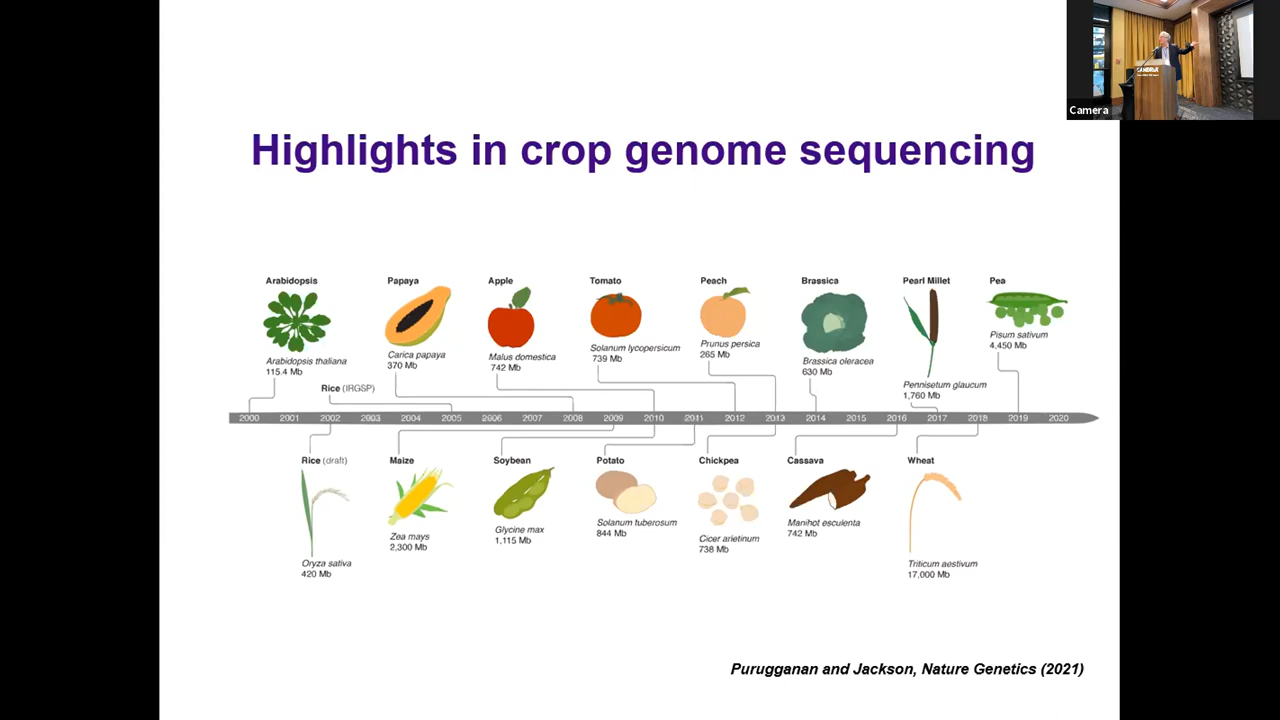 Camera
Highlights in crop genome sequencing
Arabidopsis
Arabidopsis thaliana
115.4 Mb
Papaya
Carica papaya
370 Mb
Apple
Malus domestica
742 Mb
Tomato
Solanum lycopersicum
739 Mb
Peach
Prunus persica
265 Mb
Brassica
Brassica oleracea
630 Mb
Pearl Millet
Pennisetum glaucum
1,760 Mb
Pea
Pisum sativum
4,450 Mb
Rice (IRGSP)
2000 2001 2002 2003 2004 2005 2006 2007 2008 2009 2010 2011 2012 2013 2014 2015 2016 2017 2018 2019 2020
Rice (draft)
Oryza sativa
420 Mb
Maize
Zea mays
2,300 Mb
Soybean
Glycine max
1,115 Mb
Potato
Solanum tuberosum
844 Mb
Chickpea
Cicer arietinum
738 Mb
Cassava
Manihot esculenta
742 Mb
Wheat
Triticum aestivum
17,000 Mb
Purugganan and Jackson, Nature Genetics (2021)